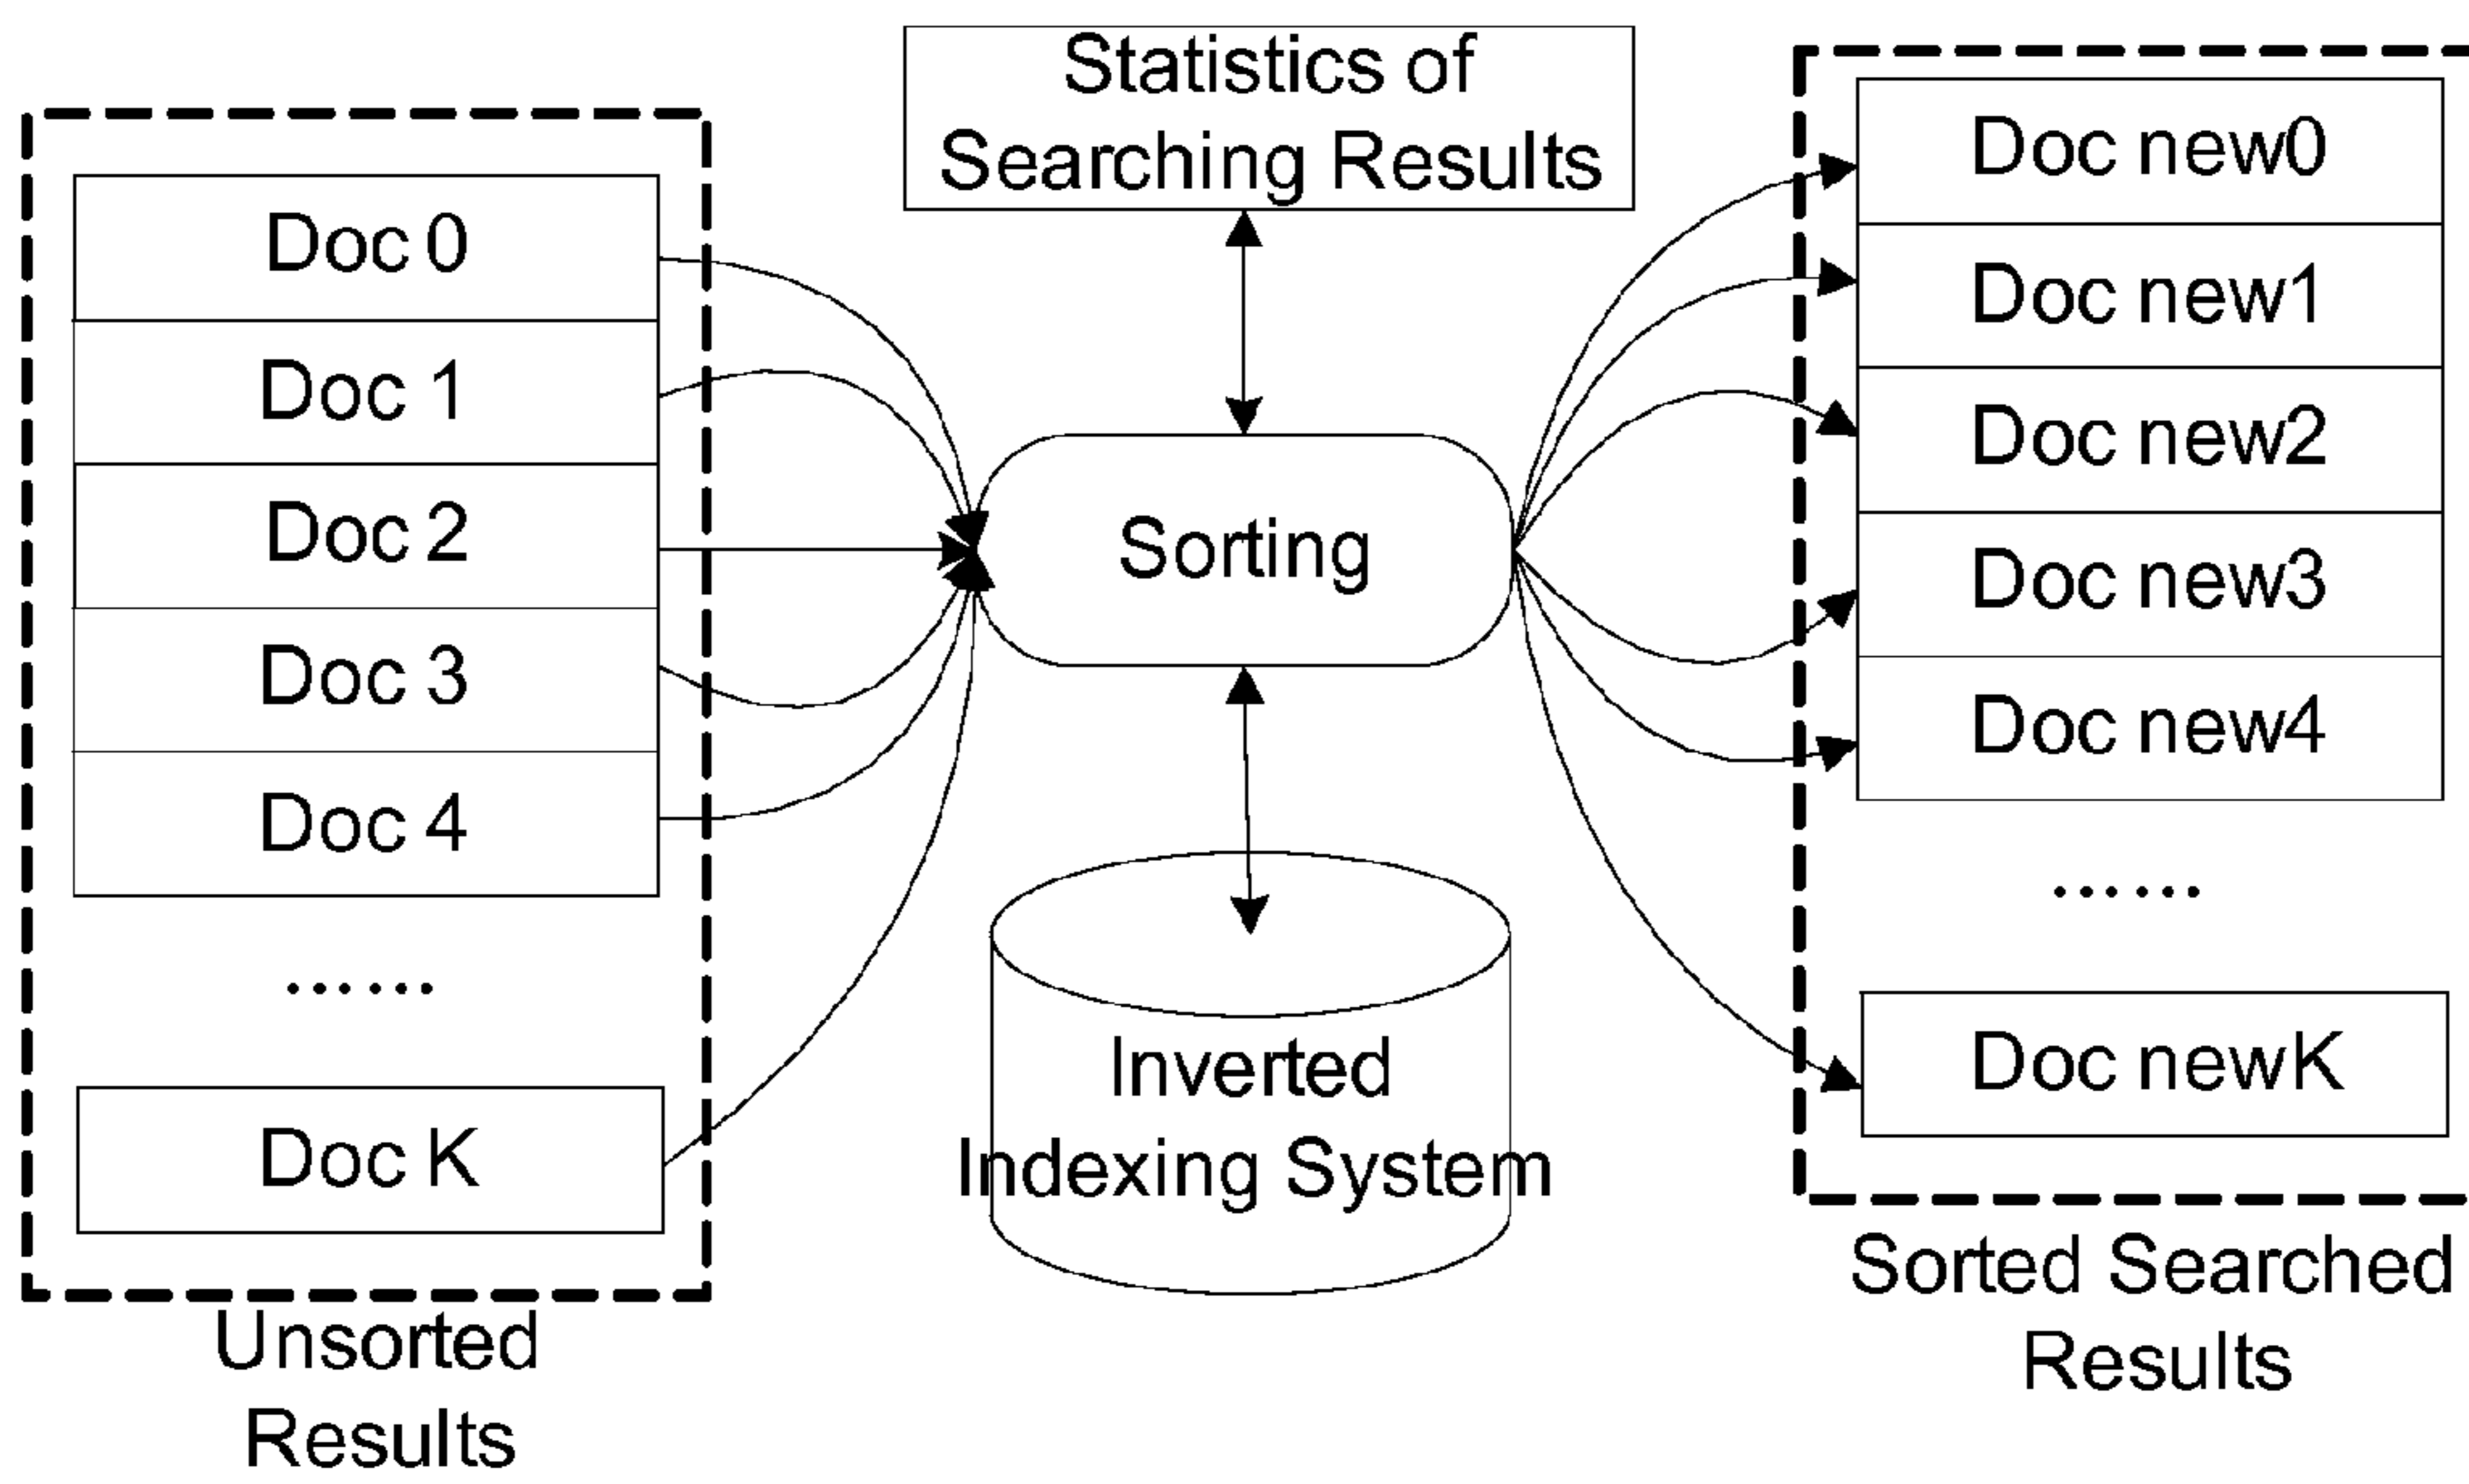 Statistics of
Searching Results
Doc 0
Doc 1
Doc 2
Doc 3
Doc 4
......
Doc K
Unsorted
Results
Sorting
Inverted
Indexing System
Doc new0
Doc new1
Doc new2
Doc new3
Doc new4
......
Doc newK
Sorted Searched
Results